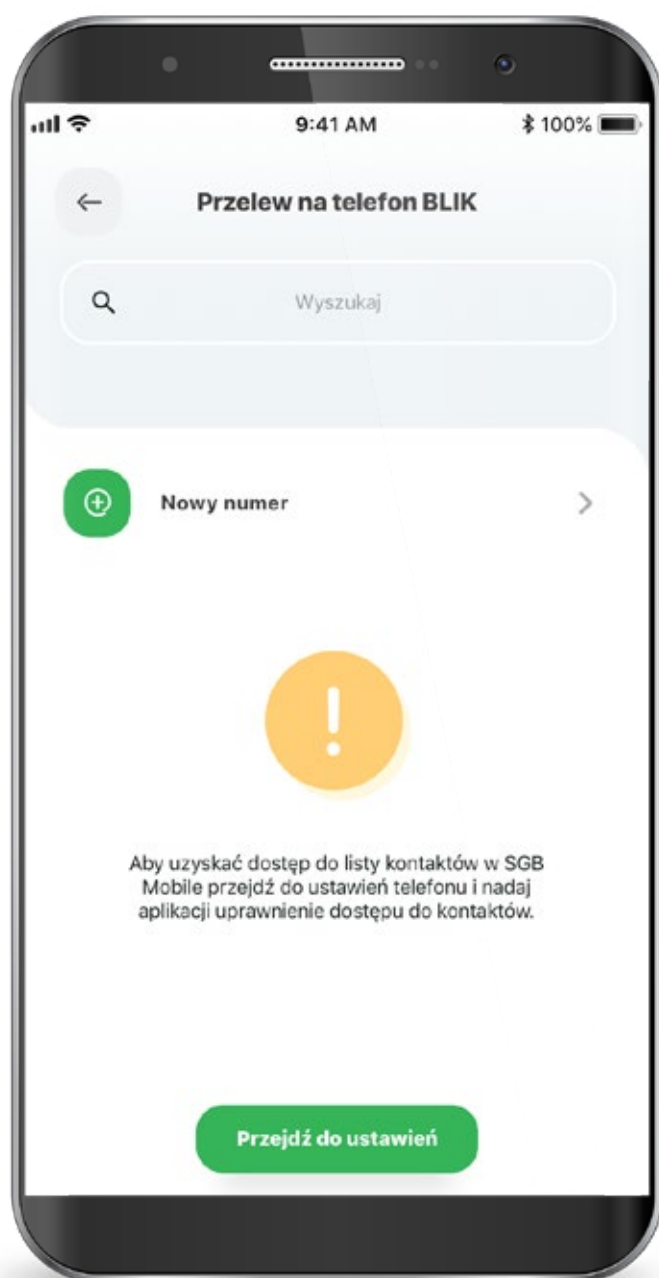 9:41 AM
100%
Przelew na telefon BLIK
Wyszukaj
Nowy numer
Aby uzyskać dostęp do listy kontaktów w SGB
Mobile przejdź do ustawień telefonu i nadaj
aplikacji uprawnienie dostępu do kontaktów.
Przejdź do ustawień